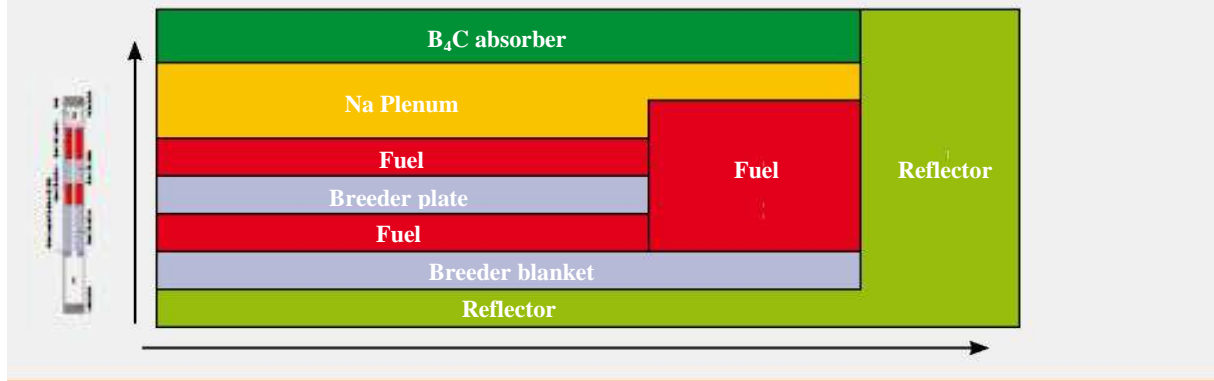 B₄C absorber
Na Plenum
Fuel
Fuel
Reflector
Breeder plate
Fuel
Breeder blanket
Reflector